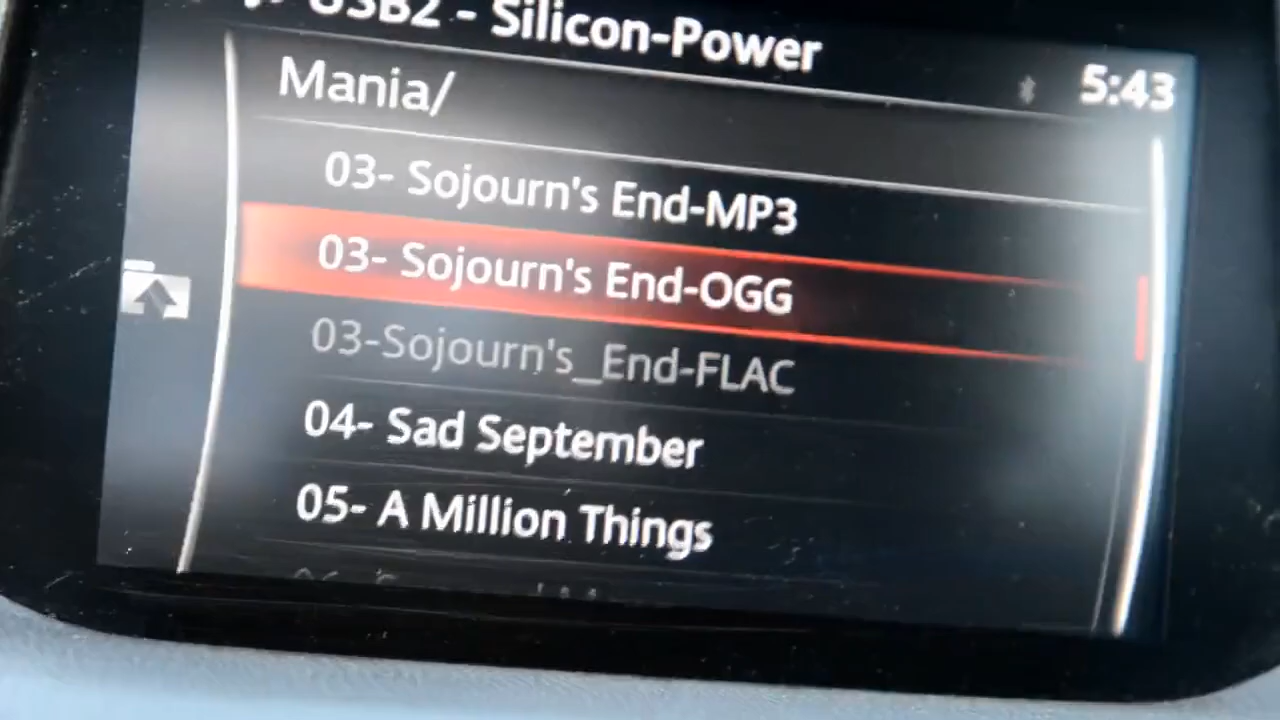 USB2 - Silicon-Power
5:43
Mania/
03- Sojourn's End-MP3
03- Sojourn's End-OGG
03-Sojourn's_End-FLAC
04- Sad September
05- A Million Things